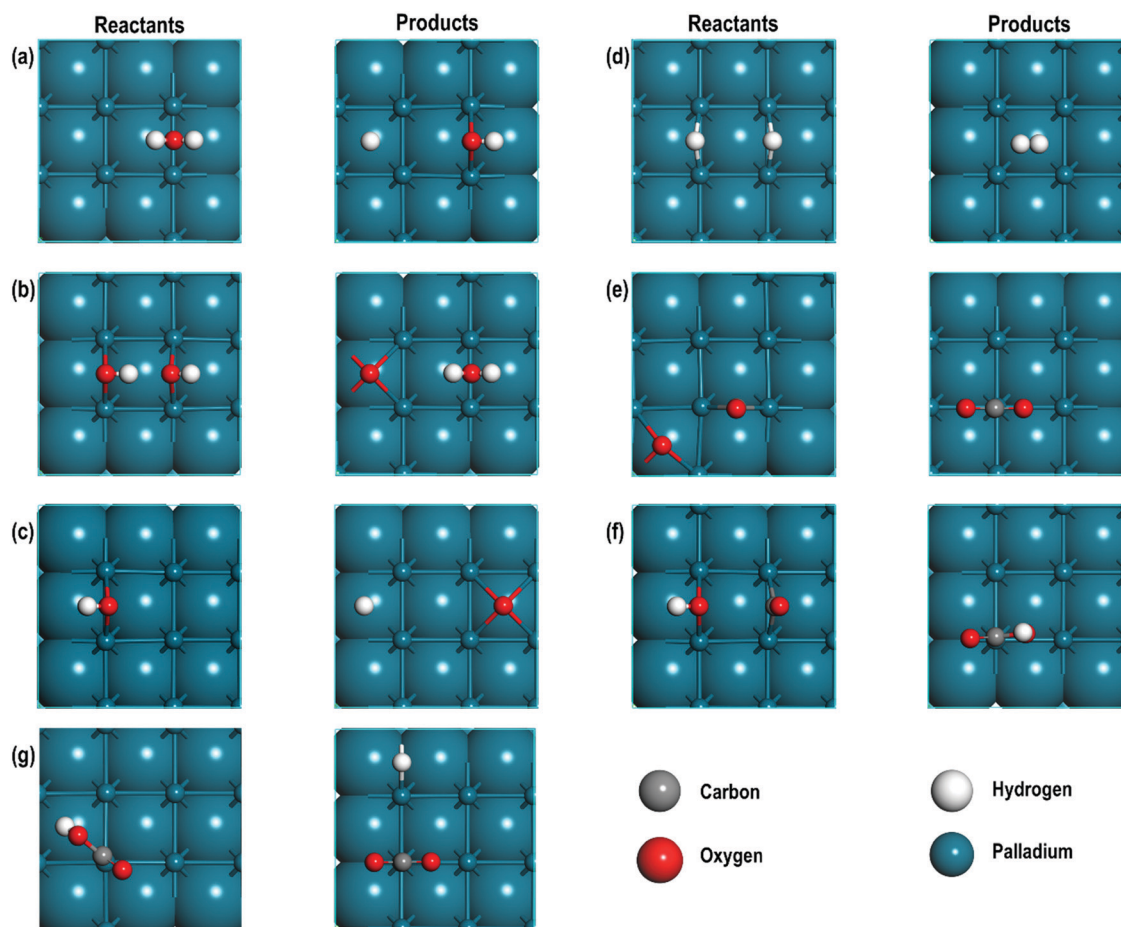 Reactants Products Reactants Products
(a) (d)
(b) (e)
(c) (f)
(g)
Carbon Hydrogen
Oxygen Palladium